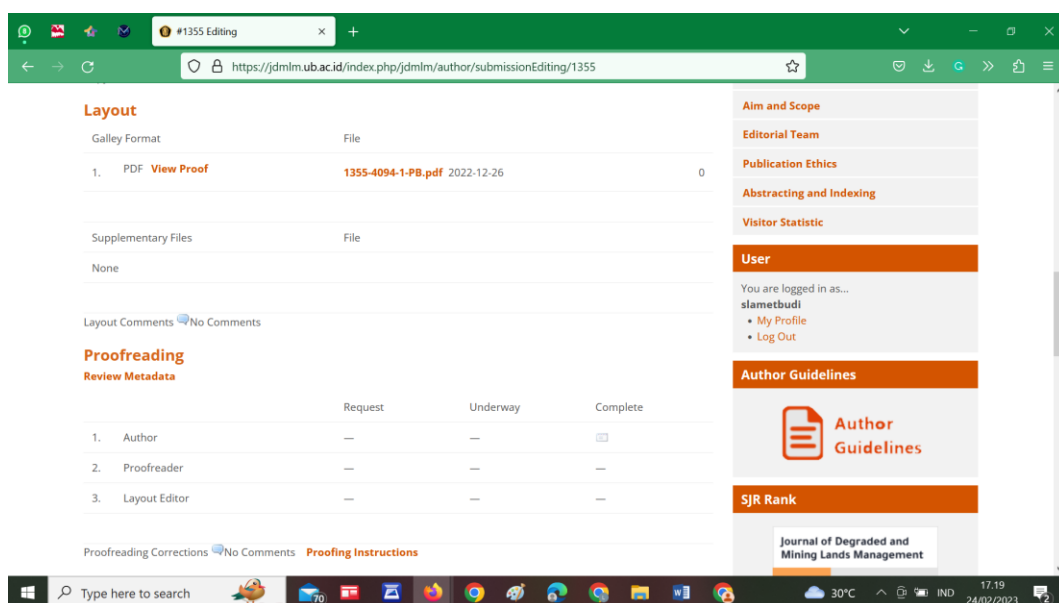 #1355 Editing
https://jdmlm.ub.ac.id/index.php/jdmlm/author/submissionEditing/1355
Layout
Galley Format File
1. PDF View Proof 1355-4094-1-PB.pdf 2022-12-26 0
Supplementary Files File
None
Layout Comments No Comments
Proofreading
Review Metadata
Request Underway Complete
1. Author — —
2. Proofreader — — —
3. Layout Editor — — —
Proofreading Corrections No Comments Proofing Instructions
Aim and Scope
Editorial Team
Publication Ethics
Abstracting and Indexing
Visitor Statistic
User
You are logged in as...
slametbudi
• My Profile
• Log Out
Author Guidelines
Author
Guidelines
SJR Rank
Journal of Degraded and
Mining Lands Management
Type here to search
70
30°C
IND
17.19
24/02/2023